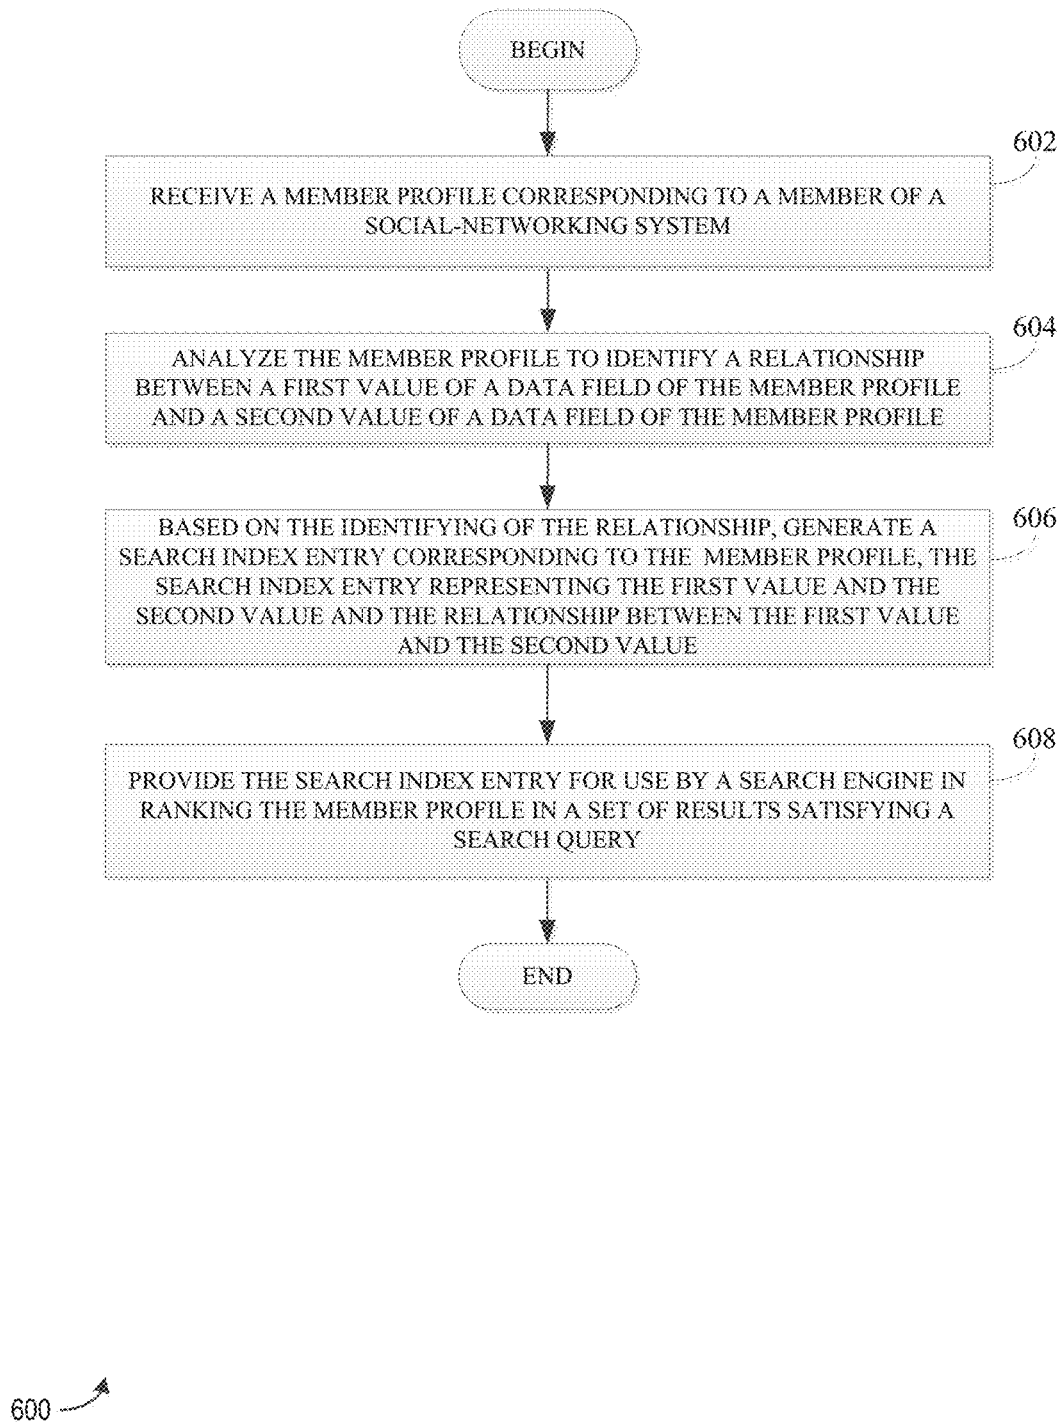 BEGIN
602
RECEIVE A MEMBER PROFILE CORRESPONDING TO A MEMBER OF A
SOCIAL-NETWORKING SYSTEM
604
ANALYZE THE MEMBER PROFILE TO IDENTIFY A RELATIONSHIP
BETWEEN A FIRST VALUE OF A DATA FIELD OF THE MEMBER PROFILE
AND A SECOND VALUE OF A DATA FIELD OF THE MEMBER PROFILE
606
BASED ON THE IDENTIFYING OF THE RELATIONSHIP, GENERATE A
SEARCH INDEX ENTRY CORRESPONDING TO THE MEMBER PROFILE, THE
SEARCH INDEX ENTRY REPRESENTING THE FIRST VALUE AND THE
SECOND VALUE AND THE RELATIONSHIP BETWEEN THE FIRST VALUE
AND THE SECOND VALUE
608
PROVIDE THE SEARCH INDEX ENTRY FOR USE BY A SEARCH ENGINE IN
RANKING THE MEMBER PROFILE IN A SET OF RESULTS SATISFYING A
SEARCH QUERY
END
600